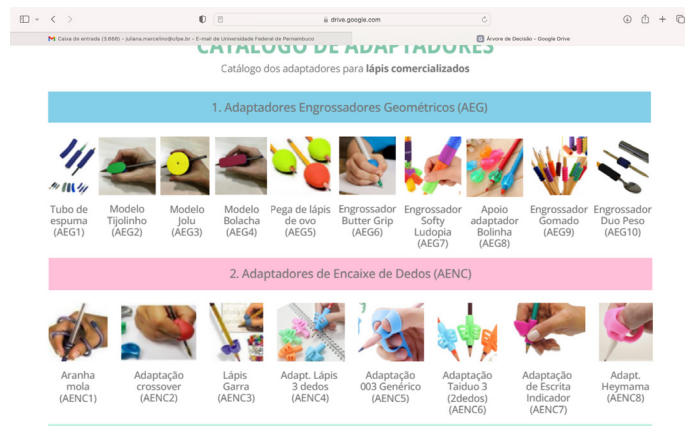 drive.google.com
Caixa de entrada (3.668) - juliana.marcelino@ufpe.br - E-mail de Universidade Federal de Pernambuco
Árvore de Decisão - Google Drive
CATÁLOGO DE ADAPTADORES
Catálogo dos adaptadores para lápis comercializados
1. Adaptadores Engrossadores Geométricos (AEG)
Tubo de espuma (AEG1)
Modelo Tijolinho (AEG2)
Modelo Jolu (AEG3)
Modelo Bolacha (AEG4)
Pega de lápis de ovo (AEG5)
Engrossador Butter Grip (AEG6)
Engrossador Softy Ludopia (AEG7)
Apoio adaptador Bolinha (AEG8)
Engrossador Gomado (AEG9)
Engrossador Duo Peso (AEG10)
2. Adaptadores de Encaixe de Dedos (AENC)
Aranha mola (AENC1)
Adaptação crossover (AENC2)
Lápis Garra (AENC3)
Adapt. Lápis 3 dedos (AENC4)
Adaptação 003 Genérico (AENC5)
Adaptação Taiduo 3 (2dedos) (AENC6)
Adaptação de Escrita Indicador (AENC7)
Adapt. Heymama (AENC8)